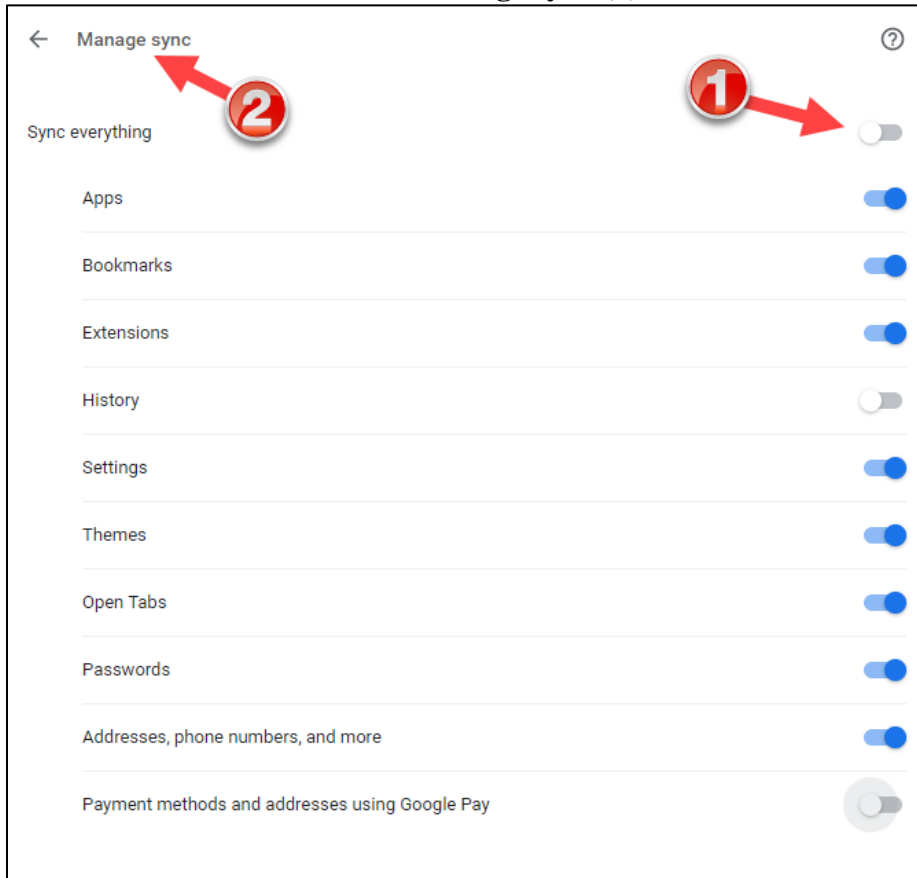 Manage sync
1
2
Sync everything
Apps
Bookmarks
Extensions
History
Settings
Themes
Open Tabs
Passwords
Addresses, phone numbers, and more
Payment methods and addresses using Google Pay